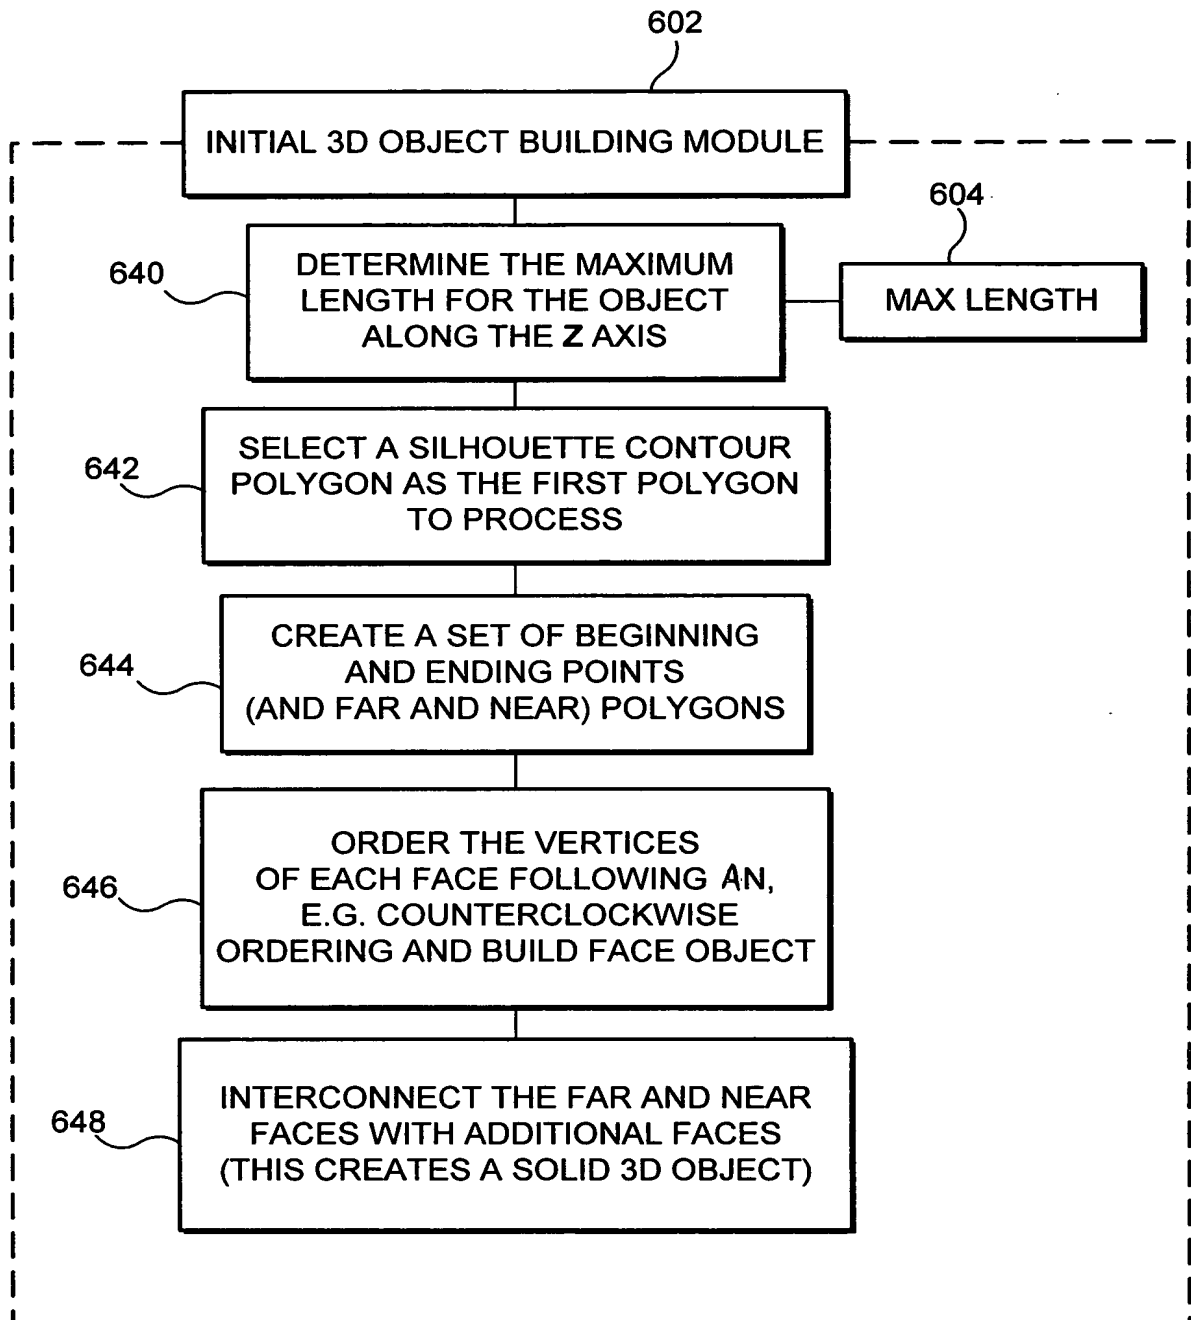 602
INITIAL 3D OBJECT BUILDING MODULE
604
640
DETERMINE THE MAXIMUM
LENGTH FOR THE OBJECT
ALONG THE Z AXIS
MAX LENGTH
642
SELECT A SILHOUETTE CONTOUR
POLYGON AS THE FIRST POLYGON
TO PROCESS
644
CREATE A SET OF BEGINNING
AND ENDING POINTS
(AND FAR AND NEAR) POLYGONS
646
ORDER THE VERTICES
OF EACH FACE FOLLOWING AN,
E.G. COUNTERCLOCKWISE
ORDERING AND BUILD FACE OBJECT
648
INTERCONNECT THE FAR AND NEAR
FACES WITH ADDITIONAL FACES
(THIS CREATES A SOLID 3D OBJECT)